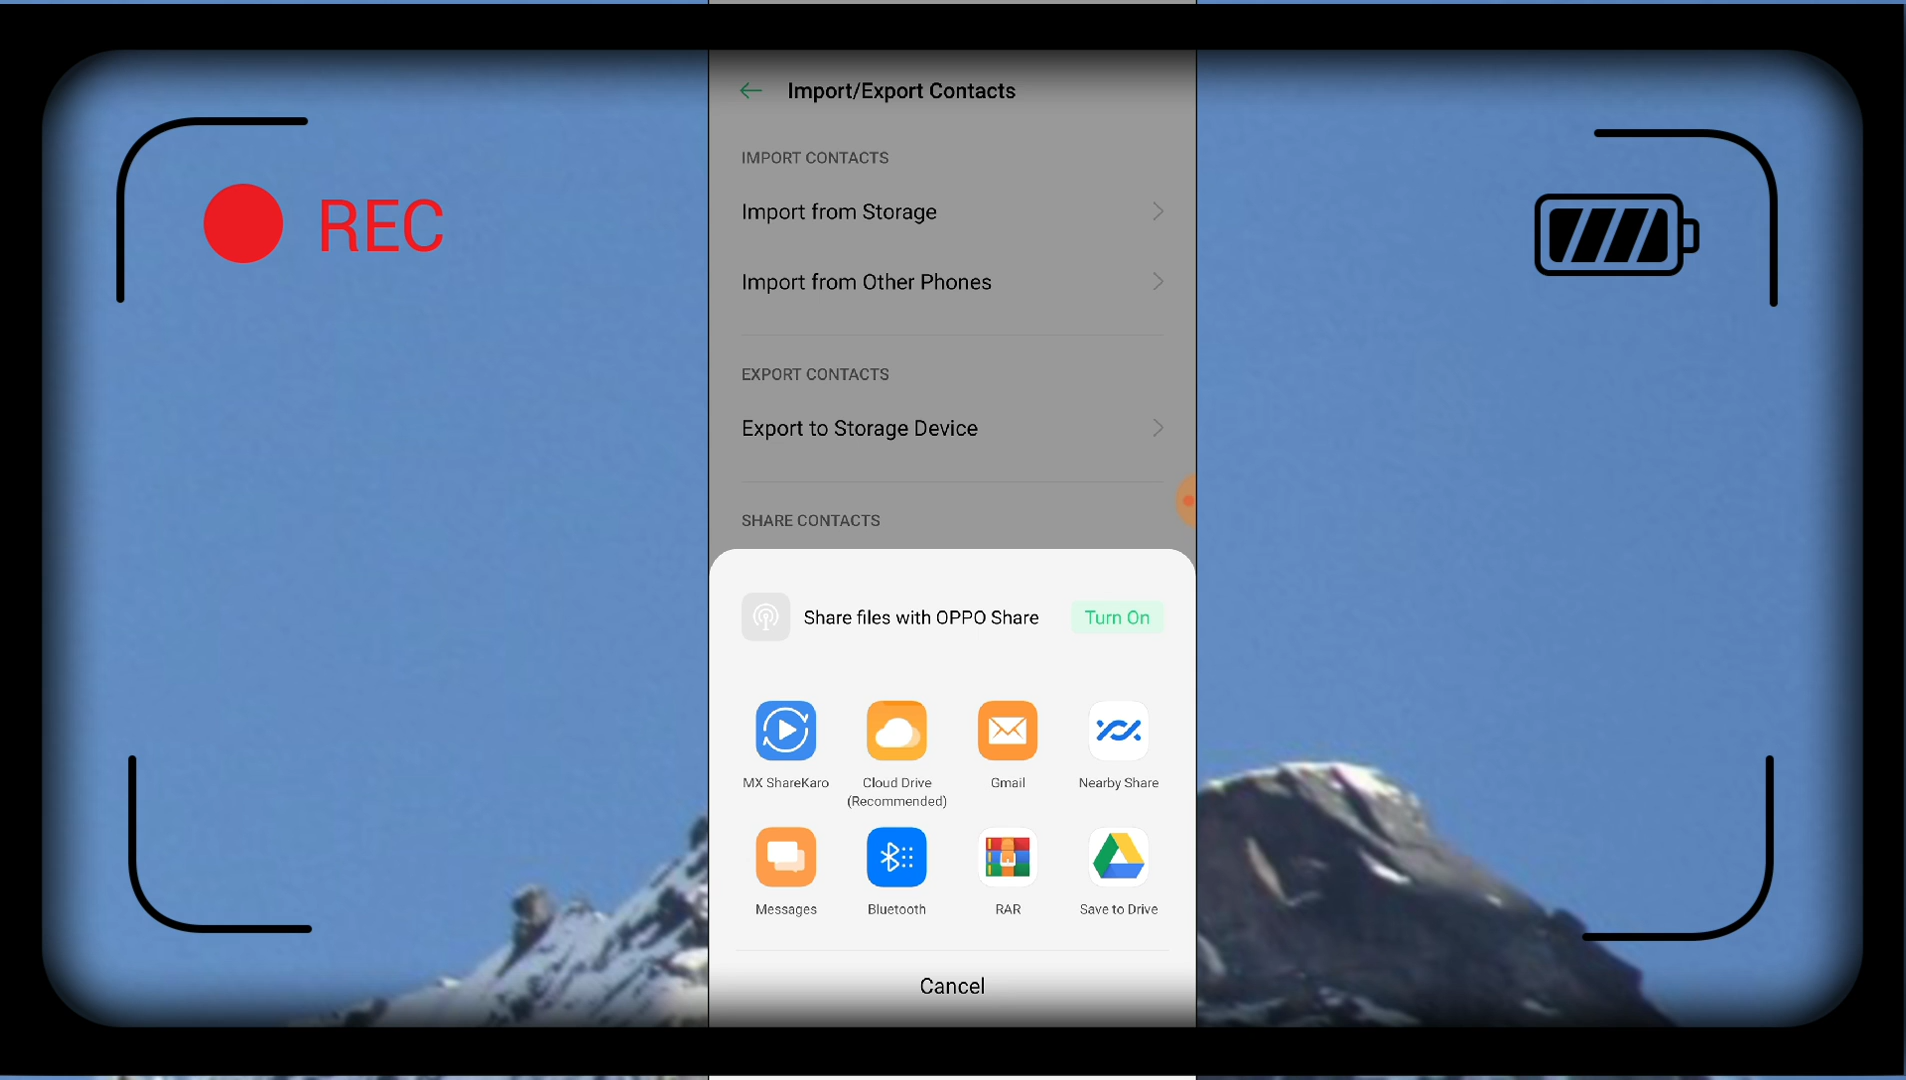 REC
Import/Export Contacts
IMPORT CONTACTS
Import from Storage
Import from Other Phones
EXPORT CONTACTS
Export to Storage Device
SHARE CONTACTS
Share files with OPPO Share
Turn On
MX ShareKaro
Cloud Drive
(Recommended)
Gmail
Nearby Share
Messages
Bluetooth
RAR
Save to Drive
Cancel